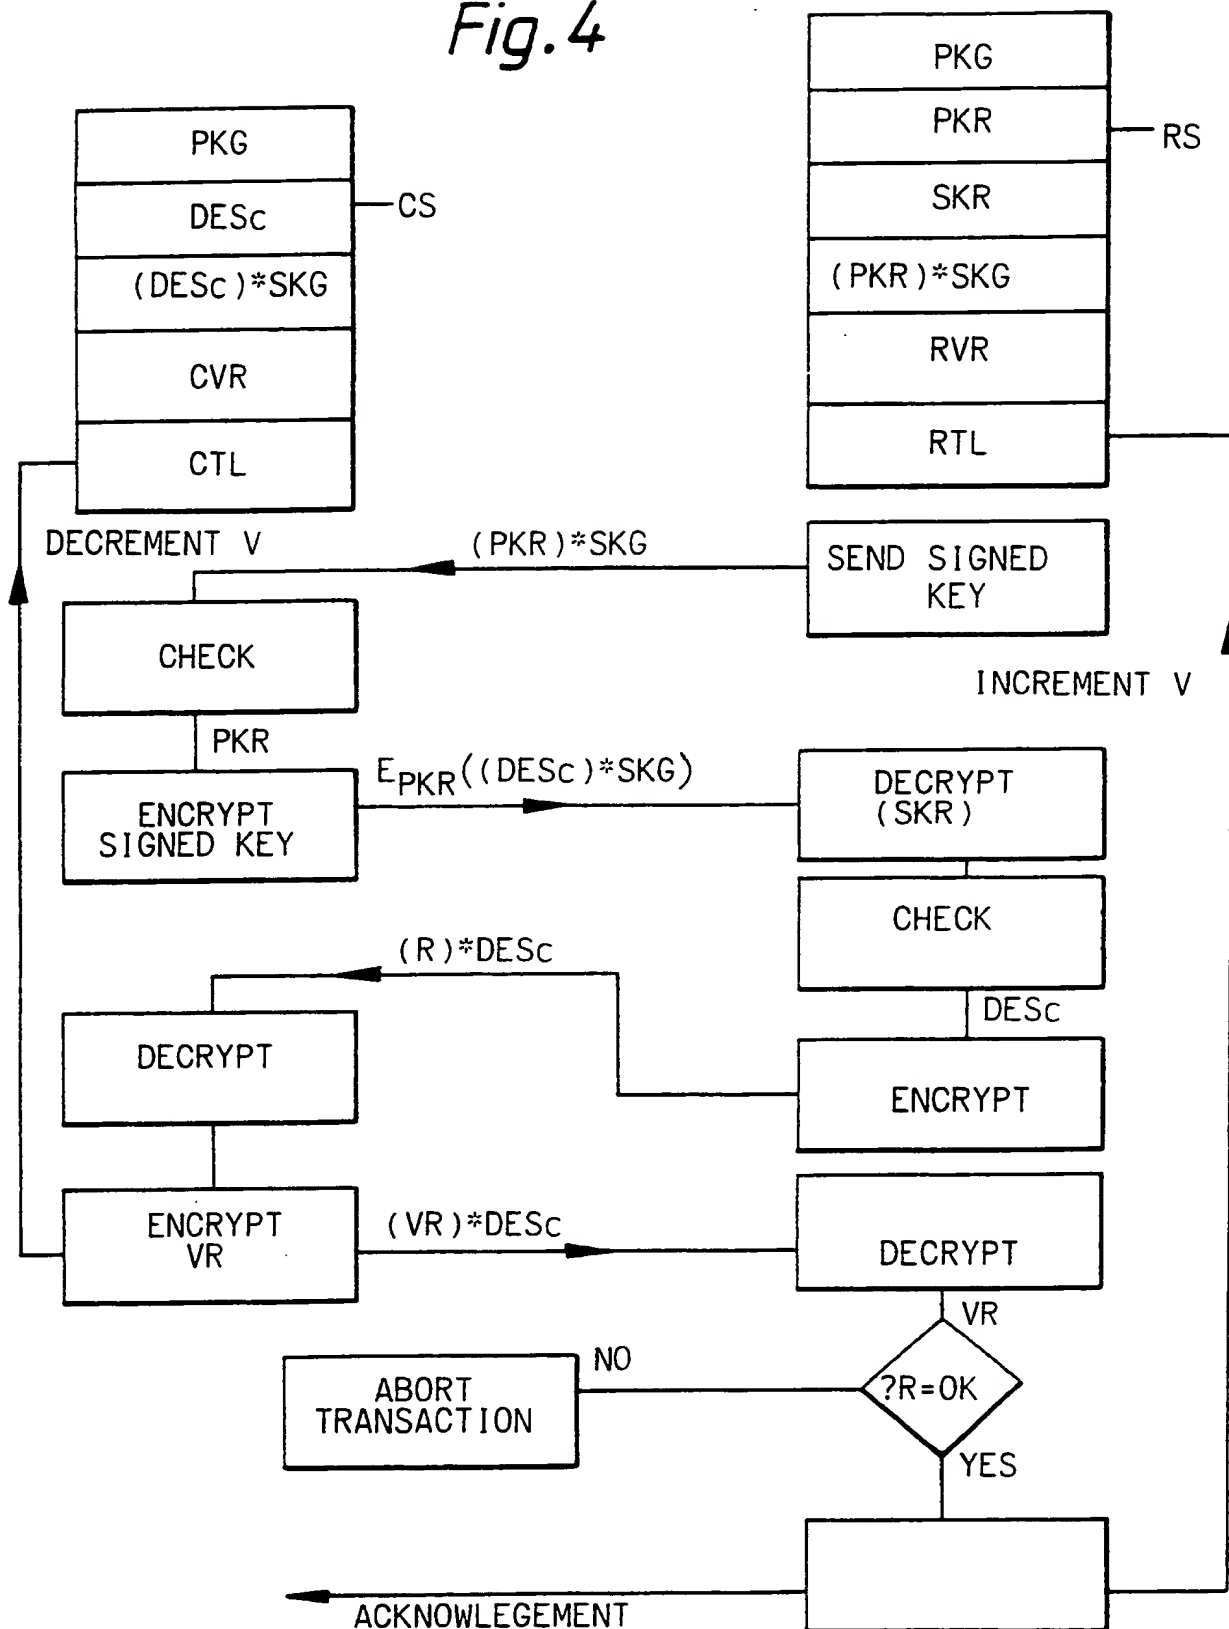 Fig.4
PKG
DESc
(DESc)*SKG
CVR
CTL
CS
PKG
PKR
SKR
(PKR)*SKG
RVR
RTL
RS
DECREMENT V
(PKR)*SKG
SEND SIGNED
KEY
CHECK
INCREMENT V
PKR
ENCRYPT
SIGNED KEY
EPKR((DESc)*SKG)
DECRYPT
(SKR)
CHECK
DESc
(R)*DESc
DECRYPT
ENCRYPT
ENCRYPT
VR
(VR)*DESc
DECRYPT
VR
?R=OK
NO
ABORT
TRANSACTION
YES
ACKNOWLEGEMENT